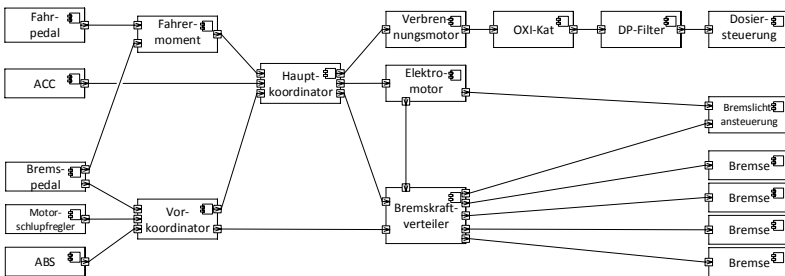 Fahr-
pedal
Fahrer-
moment
Verbren-
nungsmotor
OXI-Kat
DP-Filter
Dosier-
steuerung
ACC
Haupt-
koordinator
Elektro-
motor
Bremslicht
ansteuerung
Brems-
pedal
Bremse
Motor-
schlupfregler
Vor-
koordinator
Bremskraft-
verteiler
Bremse
Bremse
ABS
Bremse